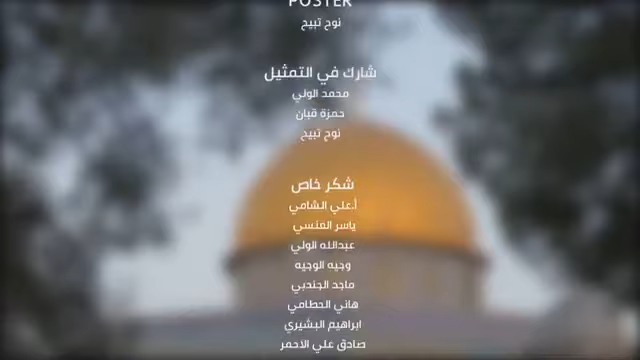 POSTER
نوح تبيح
شارك في التمثيل
محمد الولي
حمزة قبان
نوح تبيح
شكر خاص
أ.علي الشامي
ياسر العنسي
عبدالله الولي
وجيه الوجيه
ماجد الجندبي
هاني الحطامي
ابراهيم البشيري
صادق علي الاحمر